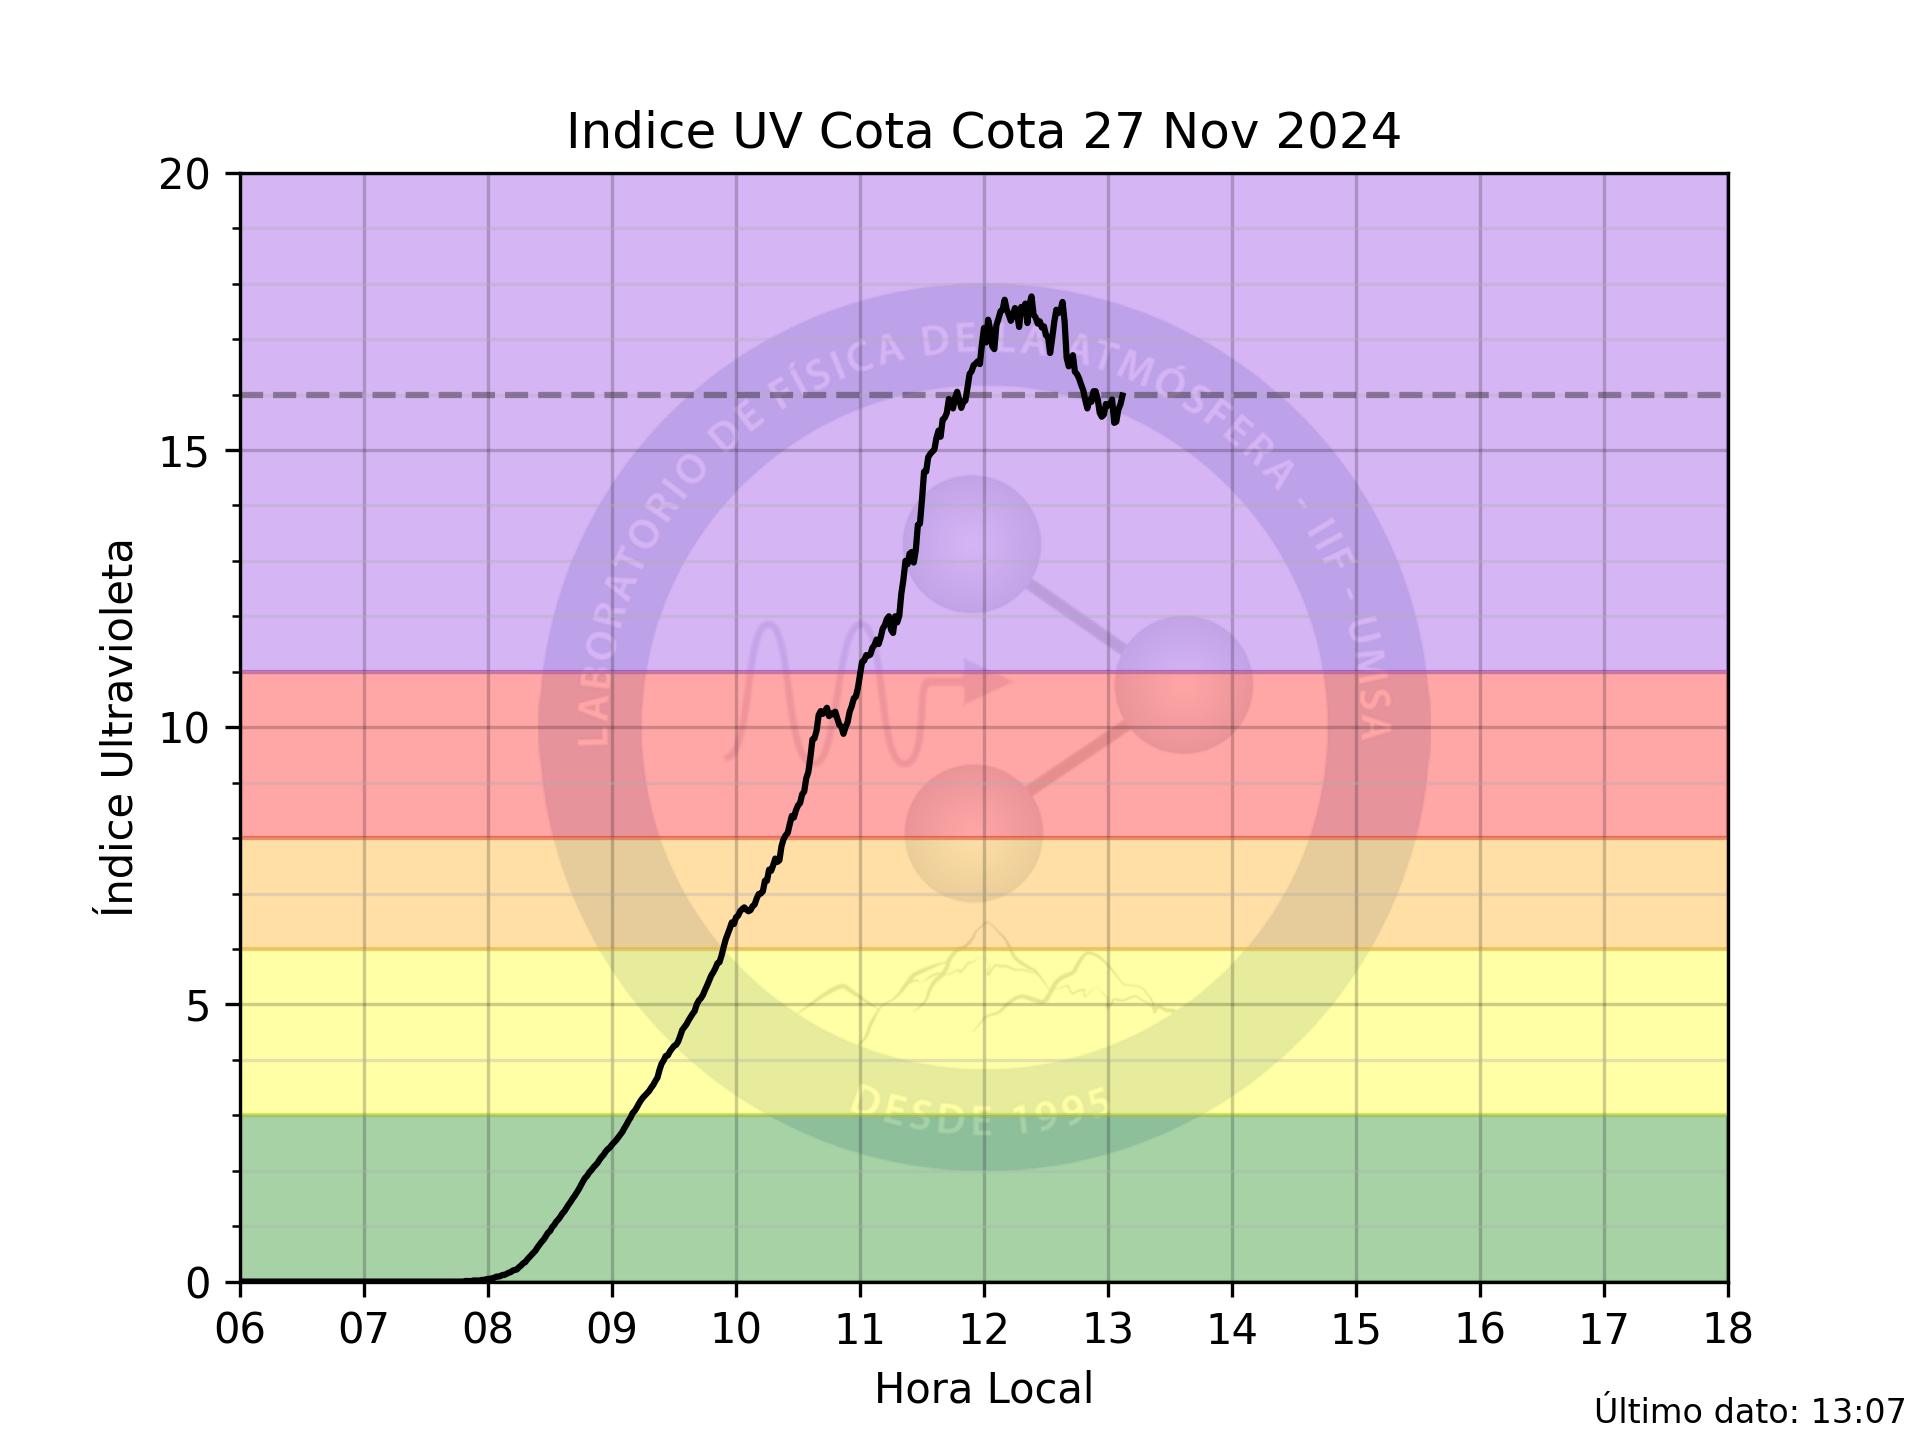 Indice UV Cota Cota 27 Nov 2024
20
15
10
5
0
Índice Ultravioleta
LABORATORIO DE FÍSICA DE LA ATMÓSFERA - IIF - UMSA
DESDE 1995
06 07 08 09 10 11 12 13 14 15 16 17 18
Hora Local
Último dato: 13:07